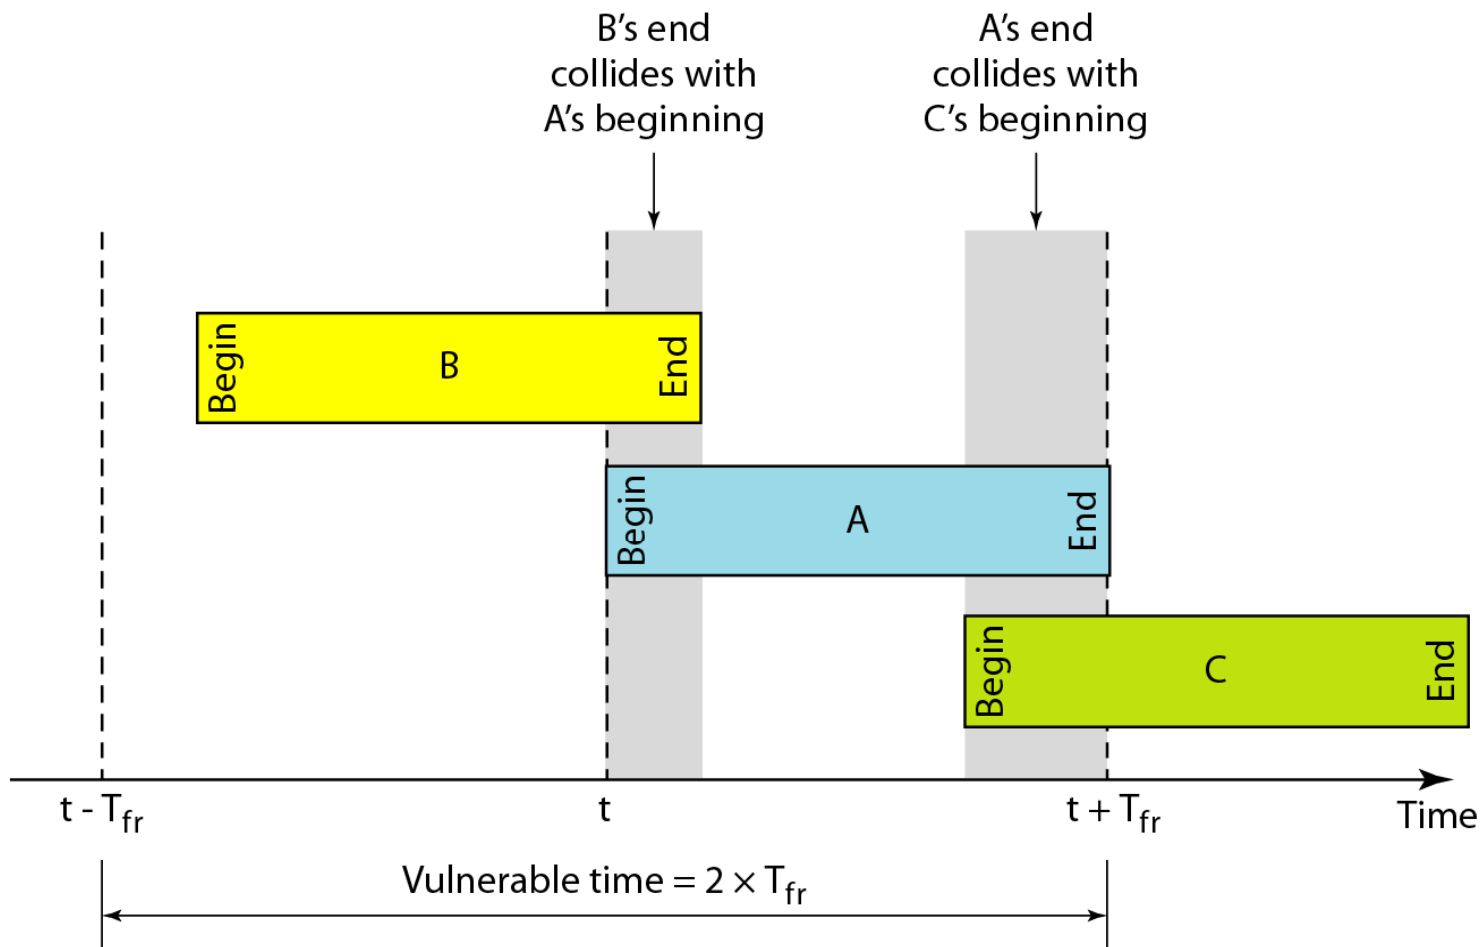 B’s end
collides with
A’s beginning
A’s end
collides with
C’s beginning
Begin
B
End
Begin
A
End
Begin
C
End
t - Tfr
t
t + Tfr
Time
Vulnerable time = 2 × Tfr